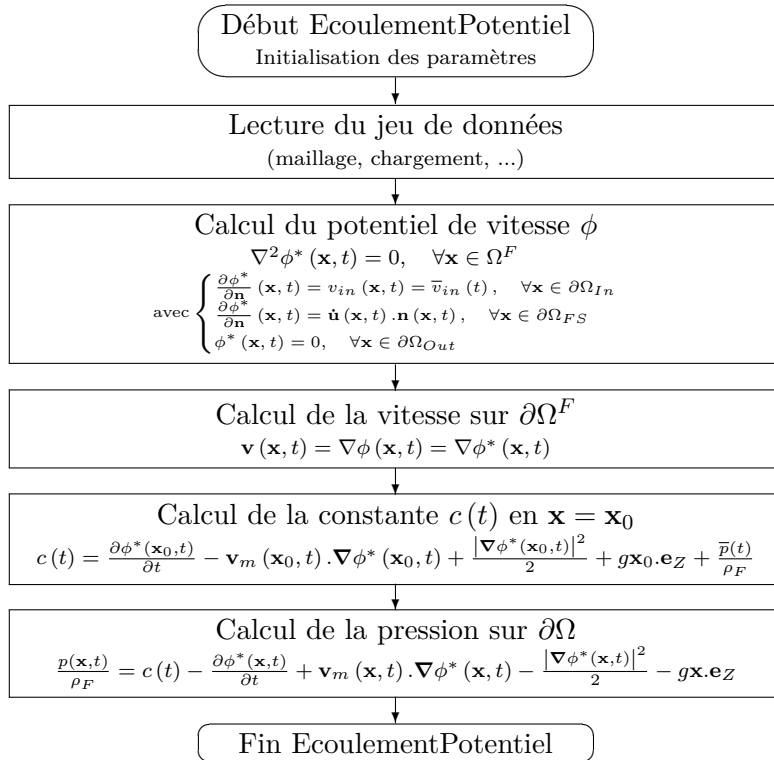 Début EcoulementPotentiel
Initialisation des paramètres
Lecture du jeu de données
(maillage, chargement, ...)
Calcul du potentiel de vitesse ϕ
∇²ϕ* (x, t) = 0, ∀x ∈ Ω^F
avec { ∂ϕ*/∂n (x, t) = v_in (x, t) = v̅_in (t) , ∀x ∈ ∂Ω_In
∂ϕ*/∂n (x, t) = u̇ (x, t) .n (x, t) , ∀x ∈ ∂Ω_FS
ϕ* (x, t) = 0, ∀x ∈ ∂Ω_Out
Calcul de la vitesse sur ∂Ω^F
v (x, t) = ∇ϕ (x, t) = ∇ϕ* (x, t)
Calcul de la constante c (t) en x = x₀
c (t) = ∂ϕ*(x₀,t)/∂t − v_m (x₀, t) .∇ϕ* (x₀, t) + |∇ϕ*(x₀,t)|²/2 + gx₀.e_Z + p̅(t)/ρ_F
Calcul de la pression sur ∂Ω
p(x,t)/ρ_F = c (t) − ∂ϕ*(x,t)/∂t + v_m (x, t) .∇ϕ* (x, t) − |∇ϕ*(x,t)|²/2 − gx.e_Z
Fin EcoulementPotentiel